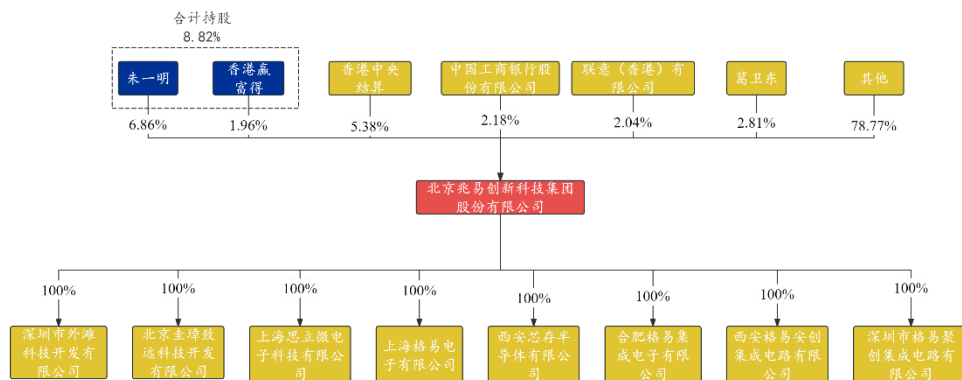 合计持股
8.82%
朱一明
香港赢
富得
香港中央
结算
中国工商银行股
份有限公司
联意（香港）有
限公司
葛卫东
其他
6.86%
1.96%
5.38%
2.18%
2.04%
2.81%
78.77%
北京兆易创新科技集团
股份有限公司
100%
100%
100%
100%
100%
100%
100%
100%
深圳市外滩
科技开发有
限公司
北京圭璋致
远科技开发
有限公司
上海思立微电
子科技有限公
司
上海格易电
子有限公司
西安芯存半
导体有限公
司
合肥格易集
成电子有限
公司
西安格易安创
集成电路有限
公司
深圳市格易聚
创集成电路有
限公司